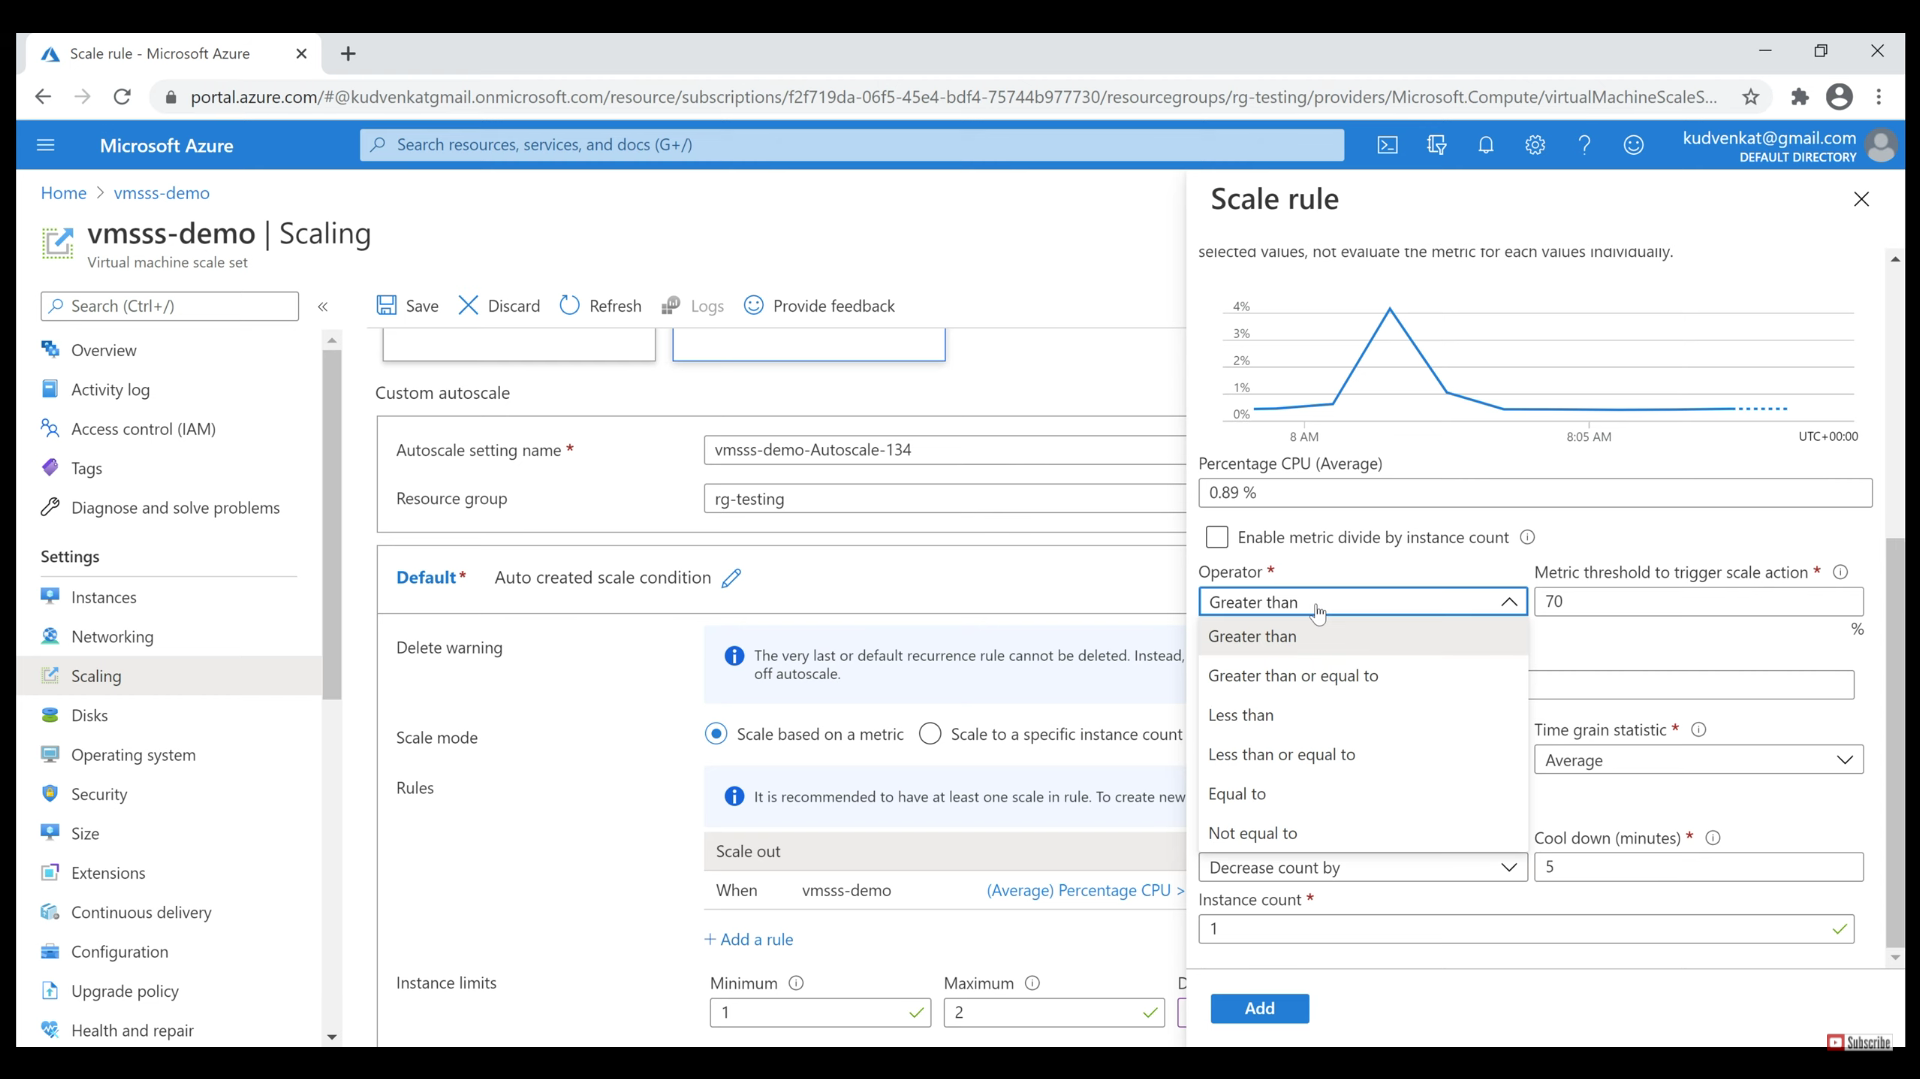 Scale rule - Microsoft Azure
portal.azure.com/#@kudvenkatgmail.onmicrosoft.com/resource/subscriptions/f2f719da-06f5-45e4-bdf4-75744b977730/resourcegroups/rg-testing/providers/Microsoft.Compute/virtualMachineScaleS...
Microsoft Azure
Search resources, services, and docs (G+/)
kudvenkat@gmail.com
DEFAULT DIRECTORY
Home > vmsss-demo
vmsss-demo | Scaling
Virtual machine scale set
Search (Ctrl+/)
«
Overview
Activity log
Access control (IAM)
Tags
Diagnose and solve problems
Settings
Instances
Networking
Scaling
Disks
Operating system
Security
Size
Extensions
Continuous delivery
Configuration
Upgrade policy
Health and repair
Save
Discard
Refresh
Logs
Provide feedback
Custom autoscale
Autoscale setting name *
vmsss-demo-Autoscale-134
Resource group
rg-testing
Default*
Auto created scale condition
Delete warning
The very last or default recurrence rule cannot be deleted. Instead,
off autoscale.
Scale mode
Scale based on a metric
Scale to a specific instance count
Rules
It is recommended to have at least one scale in rule. To create new
Scale out
When
vmsss-demo
(Average) Percentage CPU >
+ Add a rule
Instance limits
Minimum
1
Maximum
2
Scale rule
selected values, not evaluate the metric for each values individually.
4%
3%
2%
1%
0%
8 AM
8:05 AM
UTC+00:00
Percentage CPU (Average)
0.89 %
Enable metric divide by instance count
Operator *
Metric threshold to trigger scale action *
Greater than
70
%
Greater than
Greater than or equal to
Less than
Less than or equal to
Equal to
Not equal to
Time grain statistic *
Average
Cool down (minutes) *
Decrease count by
5
Instance count *
1
Add
Subscribe